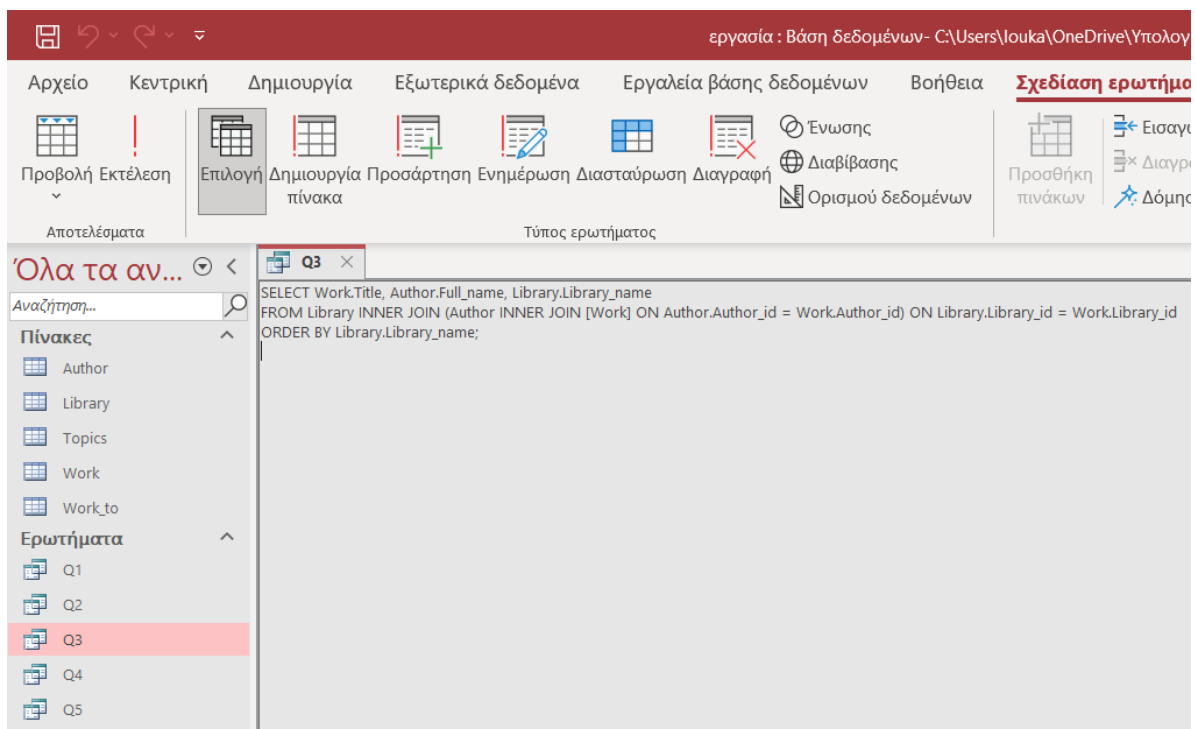 εργασία : Βάση δεδομένων- C:\Users\louka\OneDrive\Υπολογ
Αρχείο Κεντρική Δημιουργία Εξωτερικά δεδομένα Εργαλεία βάσης δεδομένων Βοήθεια Σχεδίαση ερωτήμα
Προβολή Εκτέλεση Επιλογή Δημιουργία πίνακα Προσάρτηση Ενημέρωση Διασταύρωση Διαγραφή
Ένωσης
Διαβίβασης
Ορισμού δεδομένων
Προσθήκη πινάκων
Εισαγω
Διαγρα
Δόμησ
Αποτελέσματα Τύπος ερωτήματος
Όλα τα αν...
Αναζήτηση...
Πίνακες
Author
Library
Topics
Work
Work_to
Ερωτήματα
Q1
Q2
Q3
Q4
Q5
Q3
SELECT Work.Title, Author.Full_name, Library.Library_name
FROM Library INNER JOIN (Author INNER JOIN [Work] ON Author.Author_id = Work.Author_id) ON Library.Library_id = Work.Library_id
ORDER BY Library.Library_name;